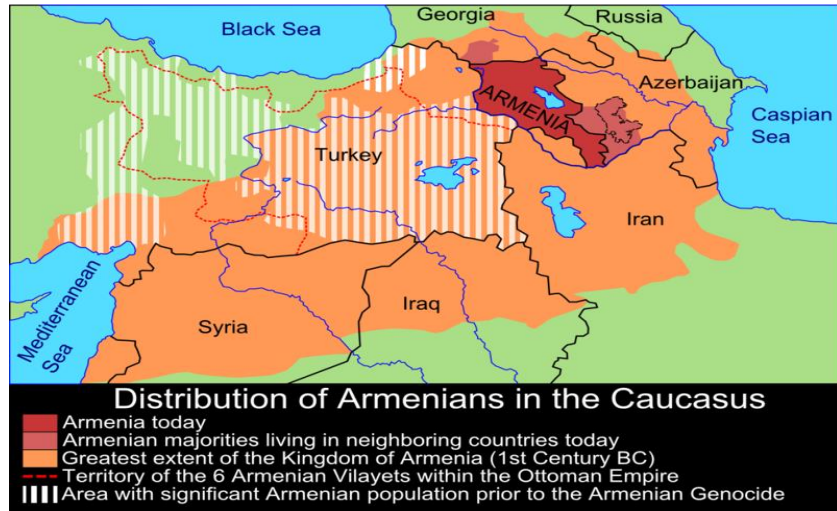 Georgia
Russia
Black Sea
Azerbaijan
ARMENIA
Caspian
Sea
Turkey
Iran
Mediterranean
Sea
Syria
Iraq
Distribution of Armenians in the Caucasus
Armenia today
Armenian majorities living in neighboring countries today
Greatest extent of the Kingdom of Armenia (1st Century BC)
Territory of the 6 Armenian Vilayets within the Ottoman Empire
Area with significant Armenian population prior to the Armenian Genocide